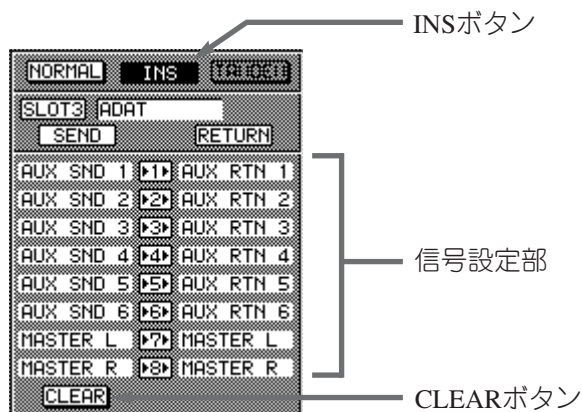 INSボタン
NORMAL INS TANDEM
SLOT3 ADAT
SEND RETURN
AUX SND 1 1 AUX RTN 1
AUX SND 2 2 AUX RTN 2
AUX SND 3 3 AUX RTN 3
AUX SND 4 4 AUX RTN 4
信号設定部
AUX SND 5 5 AUX RTN 5
AUX SND 6 6 AUX RTN 6
MASTER L 7 MASTER L
MASTER R 8 MASTER R
CLEAR CLEARボタン